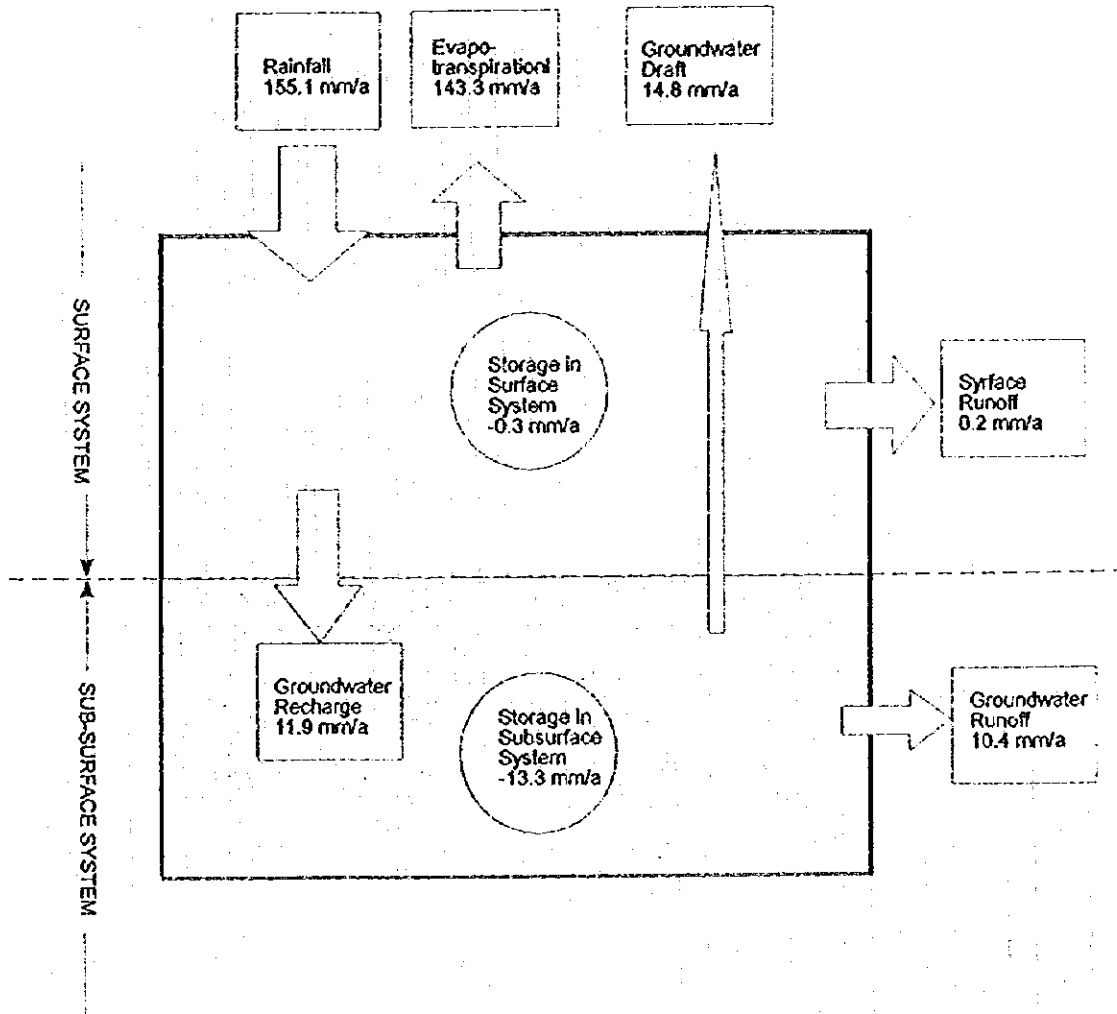 Rainfall
155.1 mm/a
Evapo-
transpirationl
143.3 mm/a
Groundwater
Draft
14.8 mm/a
SURFACE SYSTEM
Storage in
Surface
System
-0.3 mm/a
Syrface
Runoff
0.2 mm/a
SUB-SURFACE SYSTEM
Groundwater
Recharge
11.9 mm/a
Storage in
Subsurface
System
-13.3 mm/a
Groundwater
Runoff
10.4 mm/a